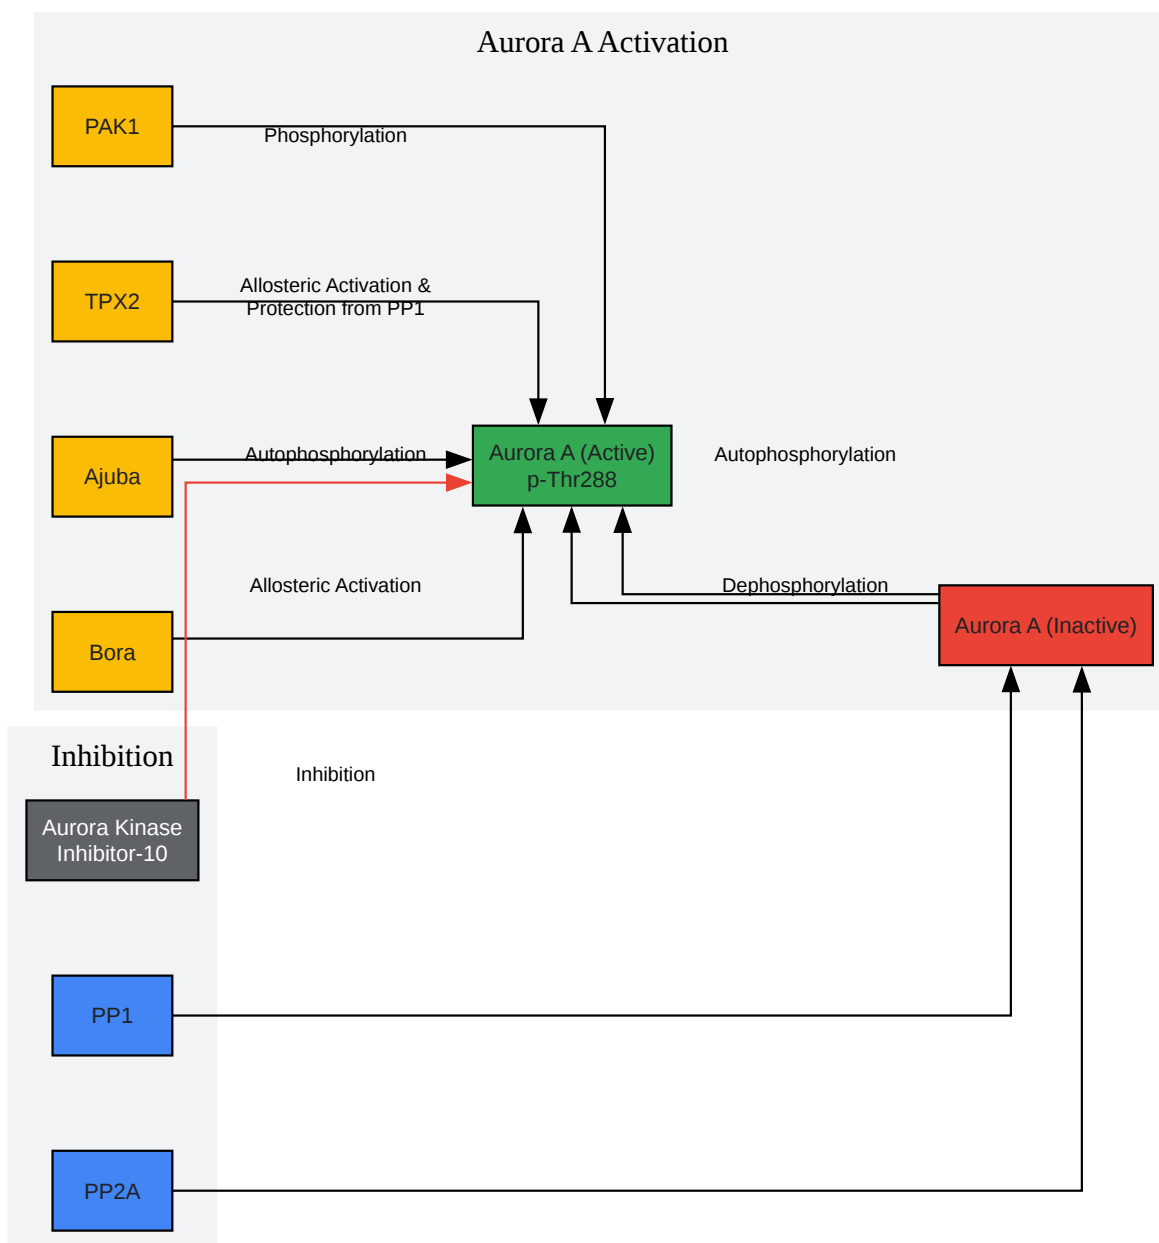 Aurora A Activation
PAK1
Phosphorylation
TPX2
Allosteric Activation &
Protection from PP1
Ajuba
Autophosphorylation
Aurora A (Active)
p-Thr288
Autophosphorylation
Bora
Allosteric Activation
Dephosphorylation
Aurora A (Inactive)
Inhibition
Inhibition
Aurora Kinase
Inhibitor-10
PP1
PP2A